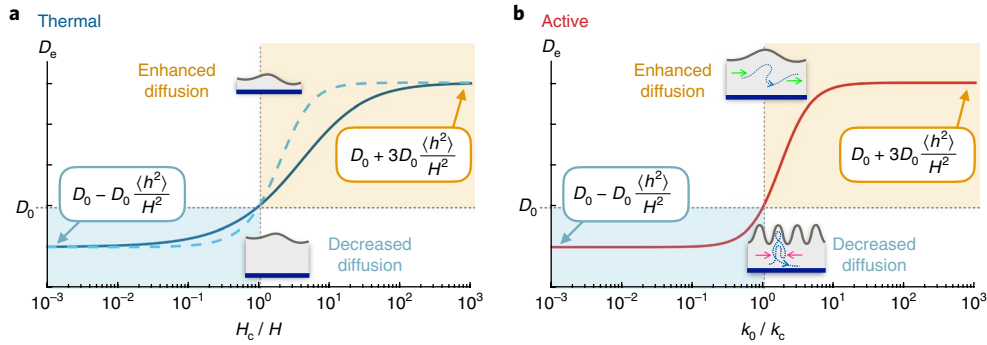 a Thermal
D_e
Enhanced
diffusion
D_0 + 3D_0 ⟨h^2⟩/H^2
D_0 − D_0 ⟨h^2⟩/H^2
D_0
Decreased
diffusion
10^−3 10^−2 10^−1 10^0 10^1 10^2 10^3
H_c / H
b Active
D_e
Enhanced
diffusion
D_0 + 3D_0 ⟨h^2⟩/H^2
D_0 − D_0 ⟨h^2⟩/H^2
D_0
Decreased
diffusion
10^−3 10^−2 10^−1 10^0 10^1 10^2 10^3
k_0 / k_c